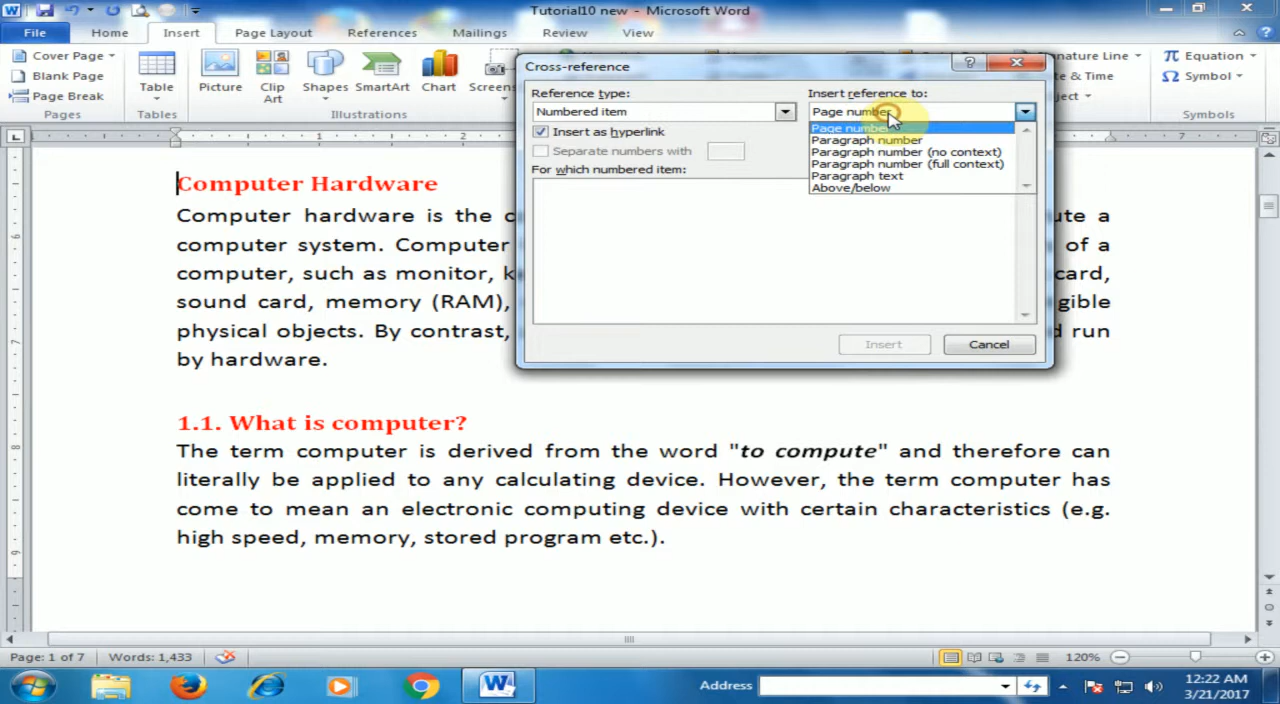 Tutorial10 new - Microsoft Word
File
Home
Insert
Page Layout
References
Mailings
Review
View
Cover Page
Blank Page
Page Break
Pages
Table
Tables
Picture
Clip
Art
Shapes
SmartArt
Chart
Screens
Illustrations
Equation
Symbol
Symbols
Cross-reference
Reference type:
Insert reference to:
Numbered item
Page number
Insert as hyperlink
Separate numbers with
For which numbered item:
Page number
Paragraph number
Paragraph number (no context)
Paragraph number (full context)
Paragraph text
Above/below
Insert
Cancel
Computer Hardware
Computer hardware is the
computer system. Computer of a
computer, such as monitor, card,
sound card, memory (RAM),
physical objects. By contrast, run
by hardware.
1.1. What is computer?
The term computer is derived from the word "to compute" and therefore can
literally be applied to any calculating device. However, the term computer has
come to mean an electronic computing device with certain characteristics (e.g.
high speed, memory, stored program etc.).
Page: 1 of 7
Words: 1,433
120%
Address
12:22 AM
3/21/2017